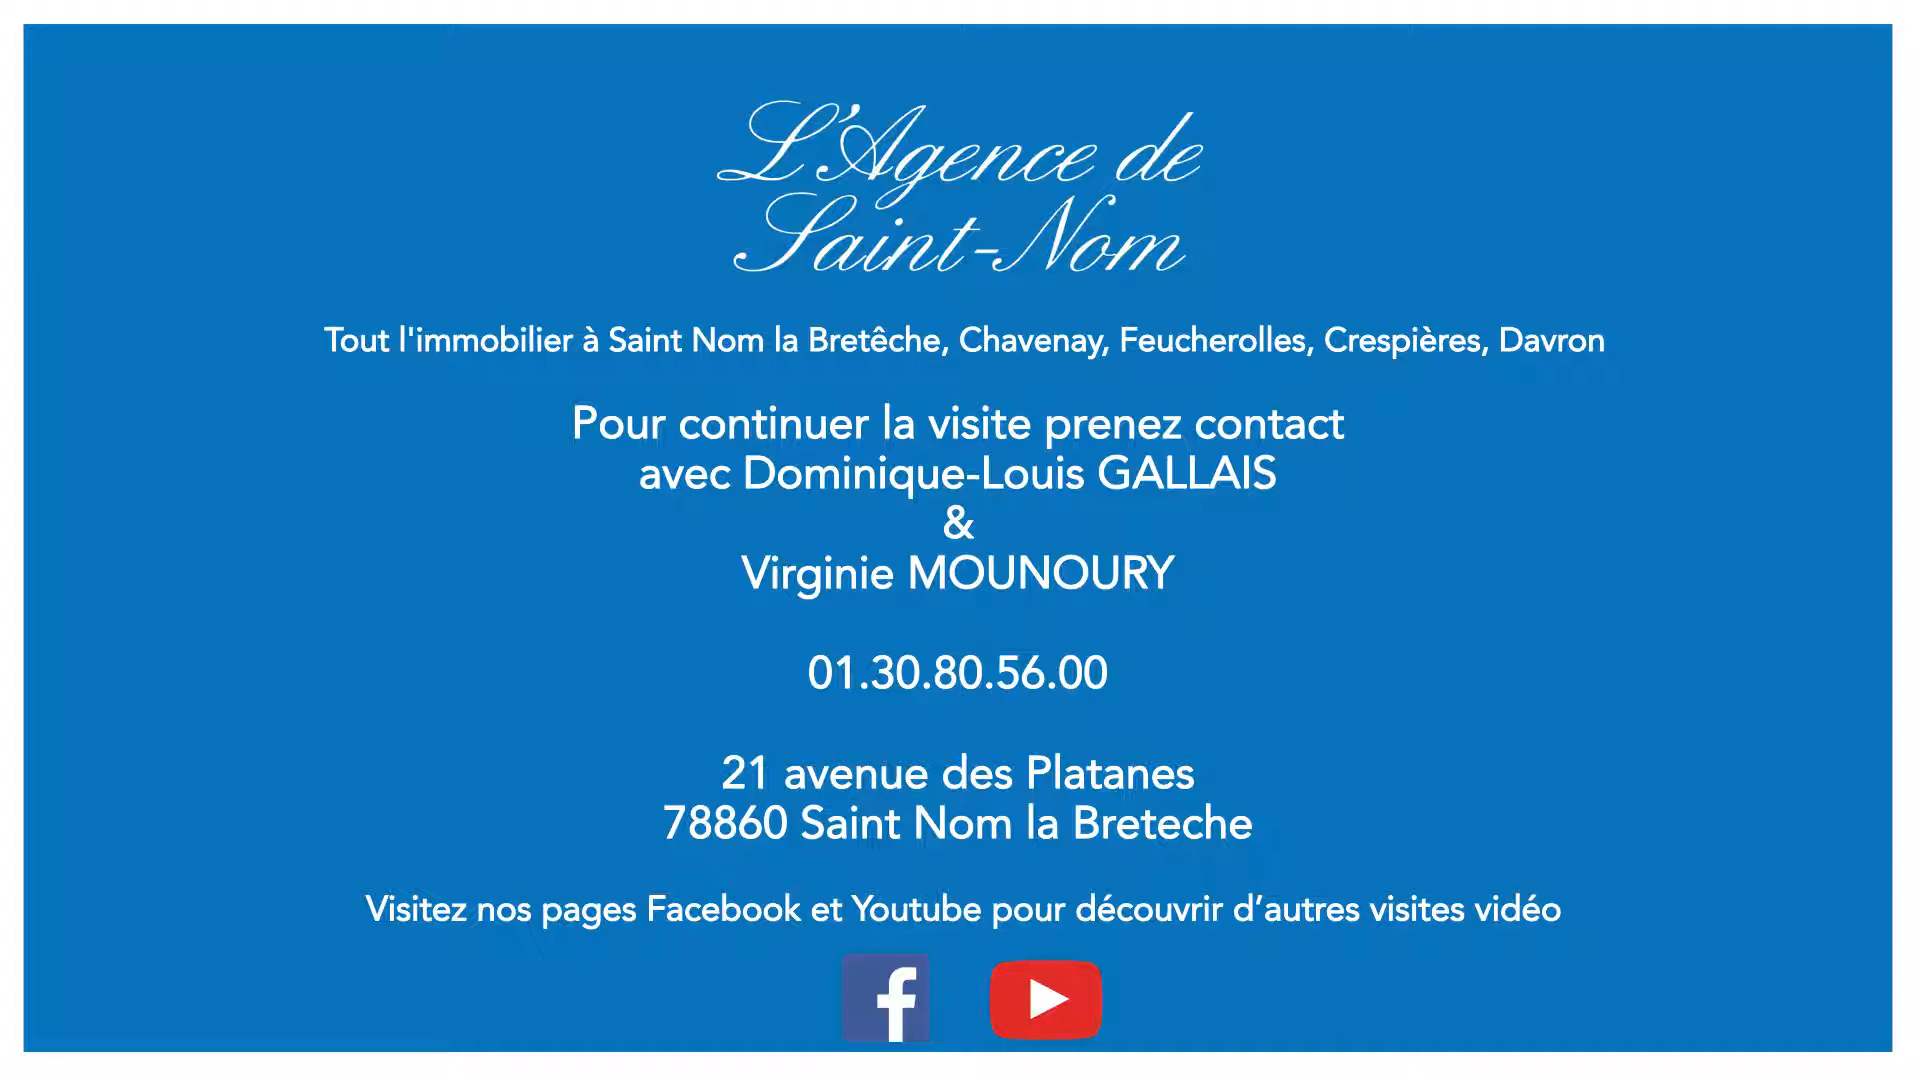 L'Agence de
Saint-Nom
Tout l'immobilier à Saint Nom la Bretêche, Chavenay, Feucherolles, Crespières, Davron
Pour continuer la visite prenez contact
avec Dominique-Louis GALLAIS
&
Virginie MOUNOURY
01.30.80.56.00
21 avenue des Platanes
78860 Saint Nom la Breteche
Visitez nos pages Facebook et Youtube pour découvrir d’autres visites vidéo